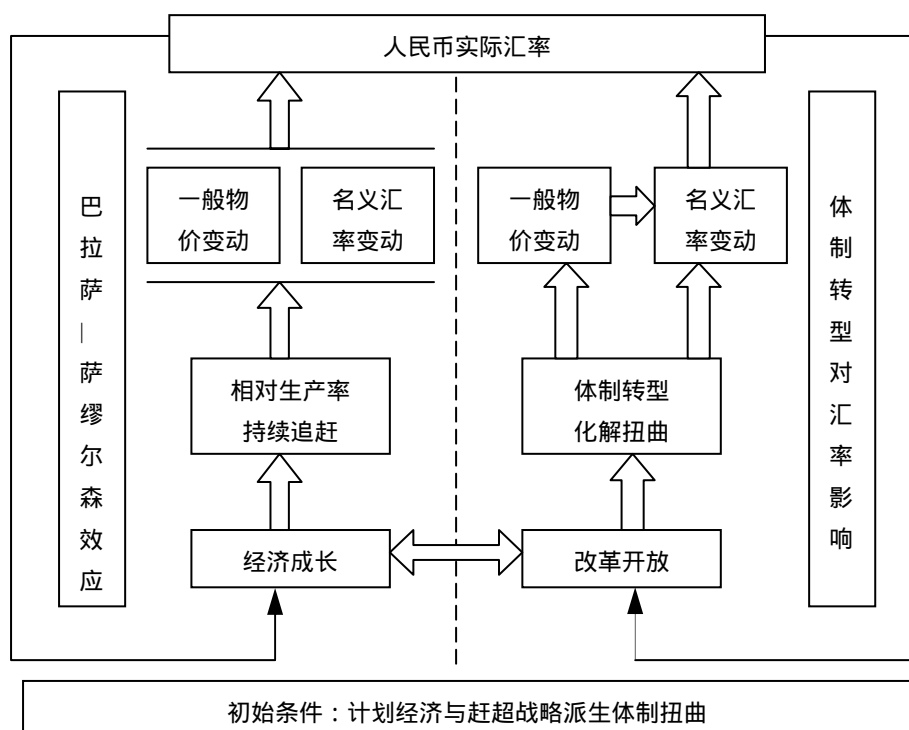 人民币实际汇率
巴拉萨｜萨缪尔森效应
一般物
价变动
名义汇
率变动
相对生产率
持续追赶
经济成长
一般物
价变动
名义汇
率变动
体制转型
化解扭曲
改革开放
体制转型对汇率影响
初始条件：计划经济与赶超战略派生体制扭曲